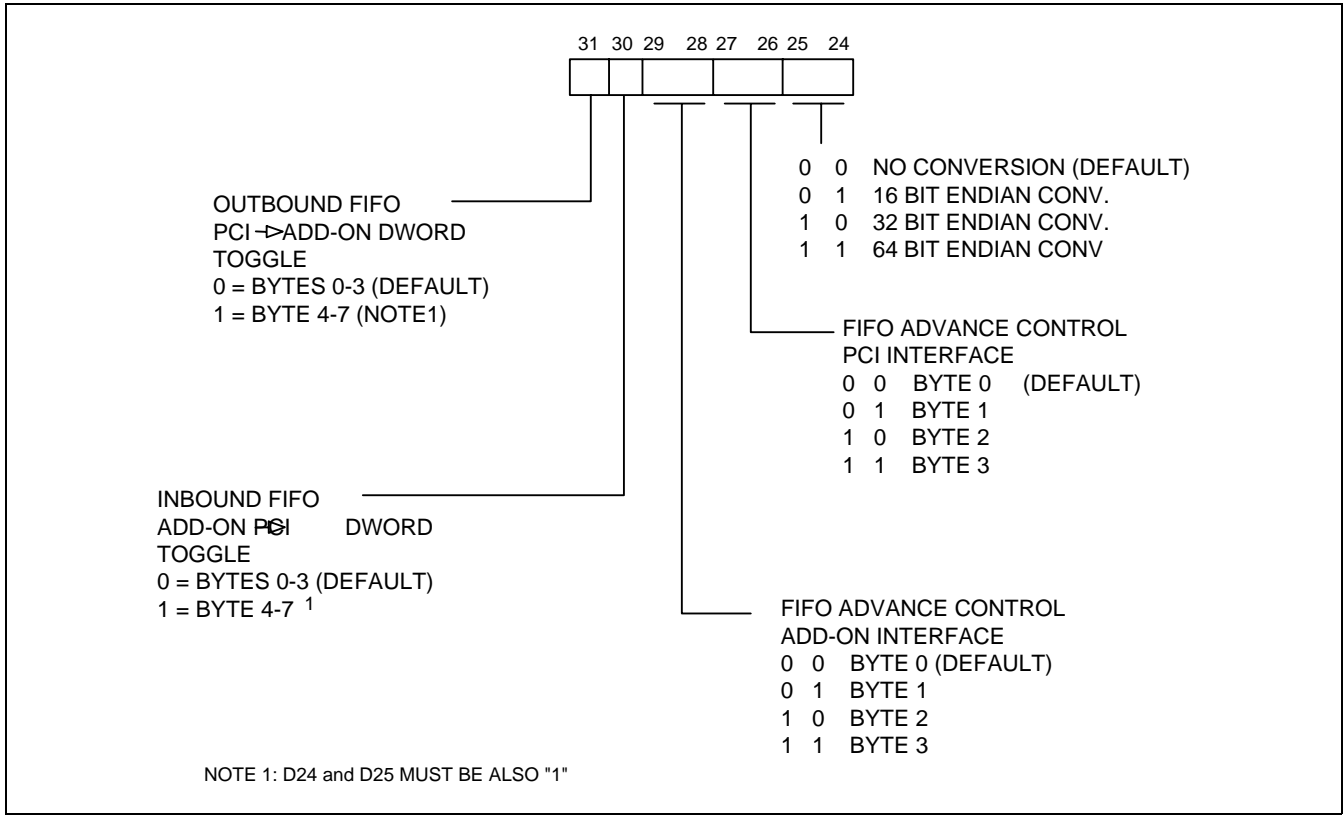 31 30 29 28 27 26 25 24
0 0 NO CONVERSION (DEFAULT)
0 1 16 BIT ENDIAN CONV.
1 0 32 BIT ENDIAN CONV.
1 1 64 BIT ENDIAN CONV
OUTBOUND FIFO
PCI ADD-ON DWORD
TOGGLE
0 = BYTES 0-3 (DEFAULT)
1 = BYTE 4-7 (NOTE1)
FIFO ADVANCE CONTROL
PCI INTERFACE
0 0 BYTE 0 (DEFAULT)
0 1 BYTE 1
1 0 BYTE 2
1 1 BYTE 3
INBOUND FIFO
ADD-ON PCI DWORD
TOGGLE
0 = BYTES 0-3 (DEFAULT)
1 = BYTE 4-7 1
FIFO ADVANCE CONTROL
ADD-ON INTERFACE
0 0 BYTE 0 (DEFAULT)
0 1 BYTE 1
1 0 BYTE 2
1 1 BYTE 3
NOTE 1: D24 and D25 MUST BE ALSO "1"